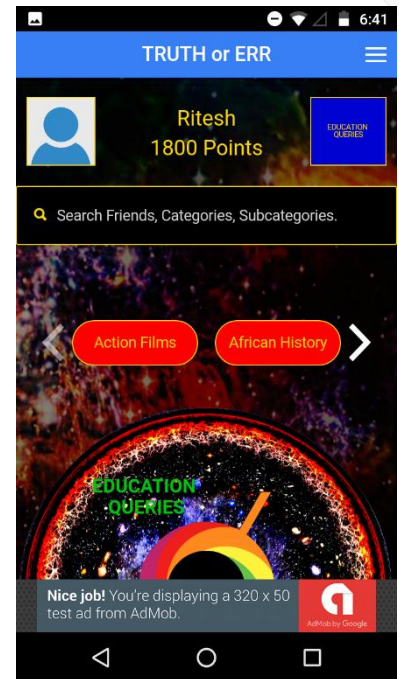 6:41
TRUTH or ERR
Ritesh
1800 Points
EDUCATION
QUERIES
Search Friends, Categories, Subcategories.
Action Films
African History
EDUCATION
QUERIES
Nice job! You're displaying a 320 x 50
test ad from AdMob.
AdMob by Google